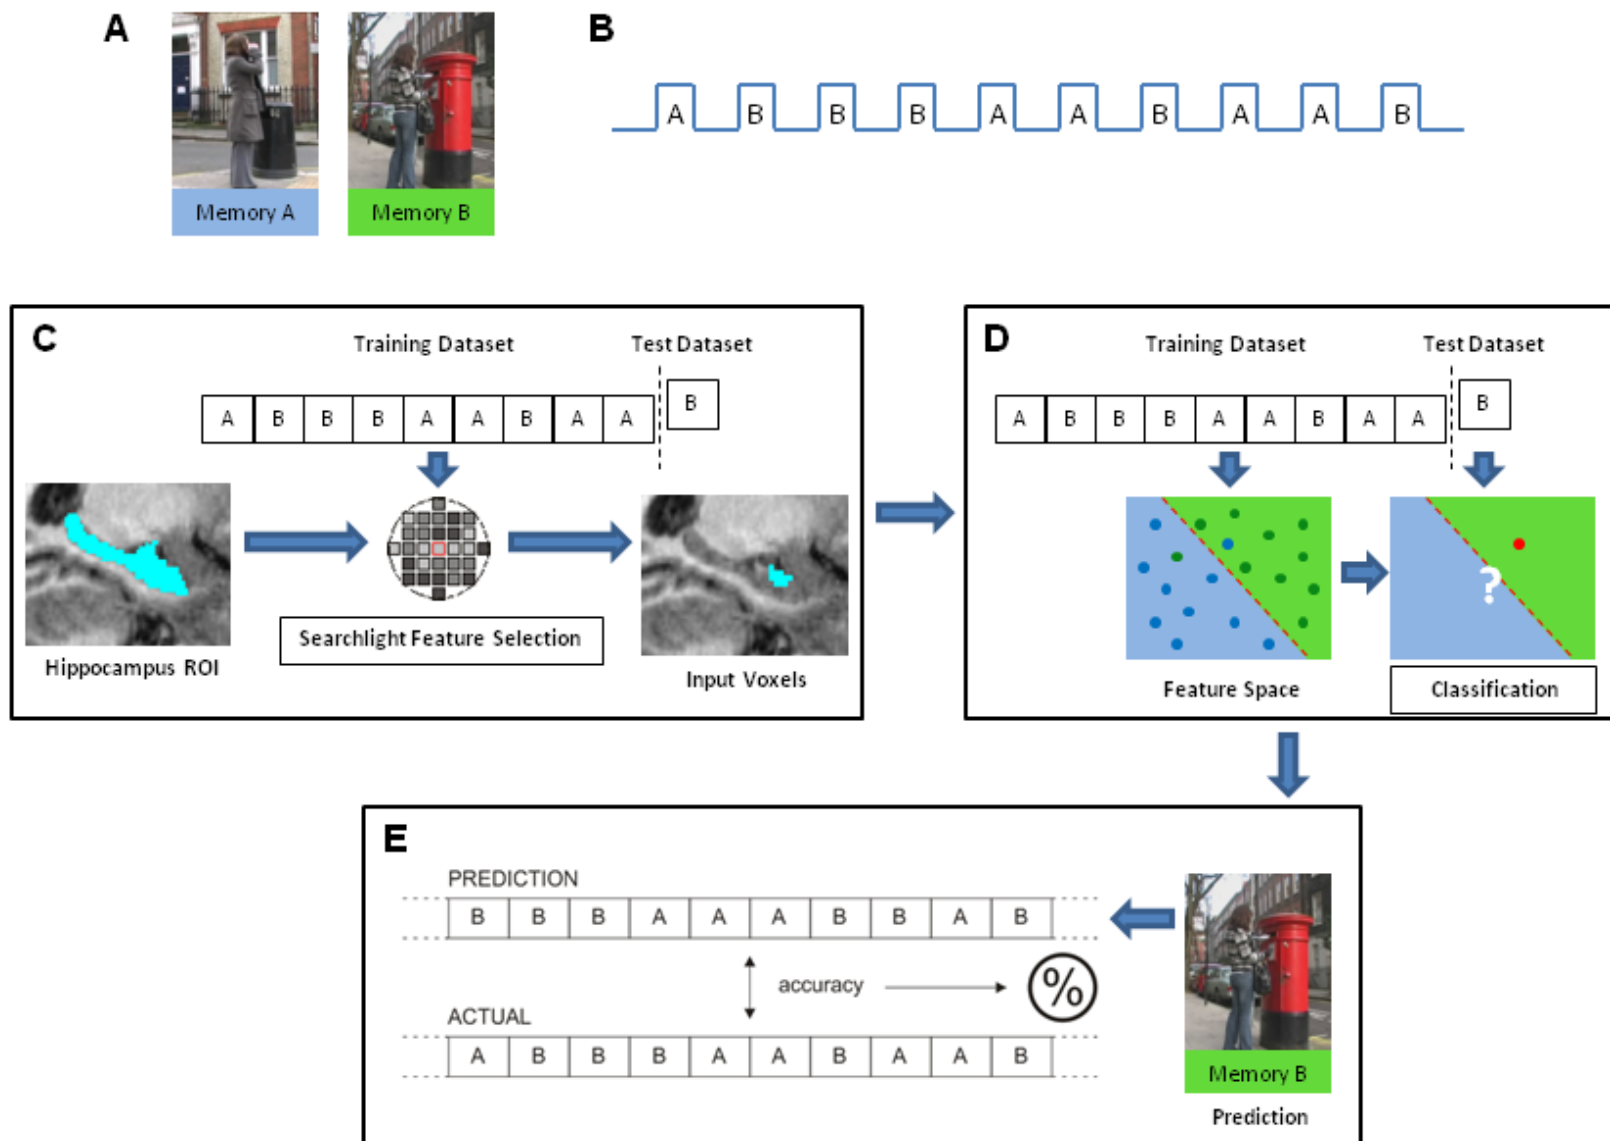 A
B
Memory A
Memory B
A B B B A A B A A B
C
Training Dataset
Test Dataset
A B B B A A B A A
B
Searchlight Feature Selection
Hippocampus ROI
Input Voxels
D
Training Dataset
Test Dataset
A B B B A A B A A
B
?
Feature Space
Classification
E
PREDICTION
B B B A A A B B A B
accuracy
%
ACTUAL
A B B B A A B A A B
Memory B
Prediction